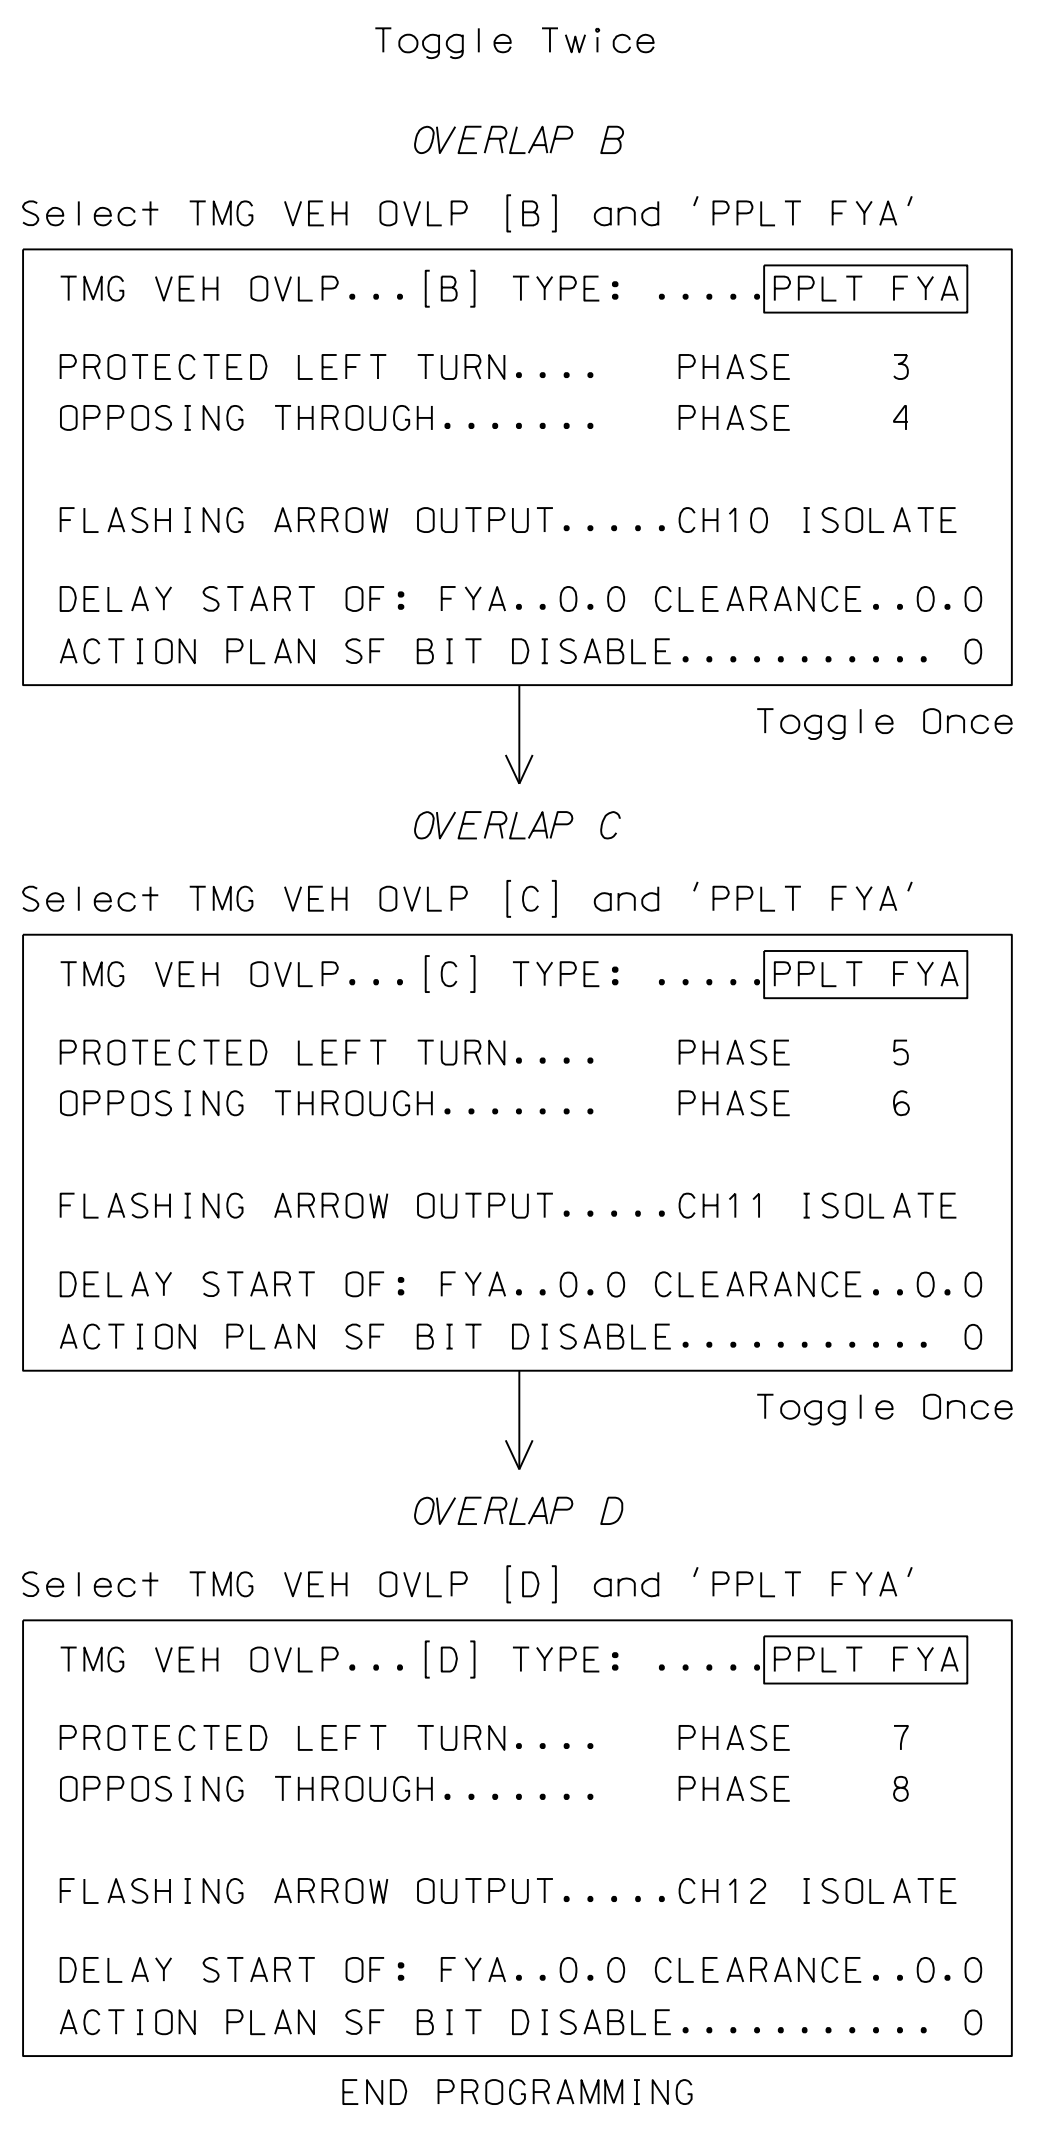 Toggle Twice
OVERLAP B
Select TMG VEH OVLP [B] and 'PPLT FYA'
TMG VEH OVLP...[B] TYPE: .....PPLT FYA
PROTECTED LEFT TURN.... PHASE 3
OPPOSING THROUGH....... PHASE 4
FLASHING ARROW OUTPUT.....CH10 ISOLATE
DELAY START OF: FYA..0.0 CLEARANCE..0.0
ACTION PLAN SF BIT DISABLE........... 0
Toggle Once
OVERLAP C
Select TMG VEH OVLP [C] and 'PPLT FYA'
TMG VEH OVLP...[C] TYPE: .....PPLT FYA
PROTECTED LEFT TURN.... PHASE 5
OPPOSING THROUGH....... PHASE 6
FLASHING ARROW OUTPUT.....CH11 ISOLATE
DELAY START OF: FYA..0.0 CLEARANCE..0.0
ACTION PLAN SF BIT DISABLE........... 0
Toggle Once
OVERLAP D
Select TMG VEH OVLP [D] and 'PPLT FYA'
TMG VEH OVLP...[D] TYPE: .....PPLT FYA
PROTECTED LEFT TURN.... PHASE 7
OPPOSING THROUGH....... PHASE 8
FLASHING ARROW OUTPUT.....CH12 ISOLATE
DELAY START OF: FYA..0.0 CLEARANCE..0.0
ACTION PLAN SF BIT DISABLE........... 0
END PROGRAMMING